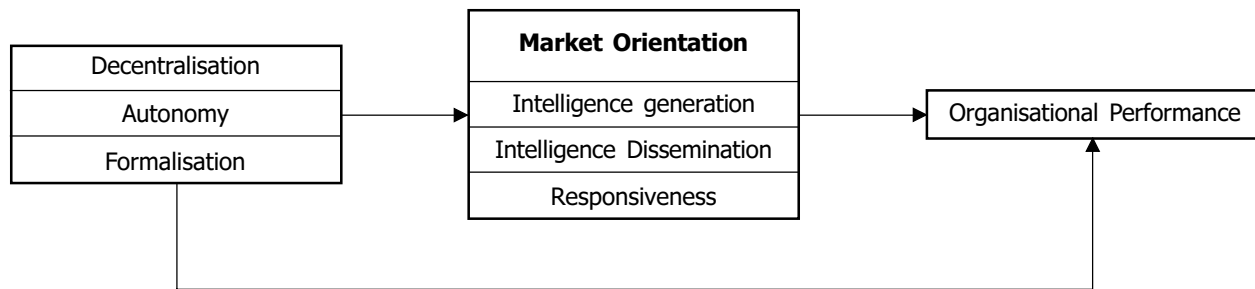 Decentralisation
Autonomy
Formalisation
Market Orientation
Intelligence generation
Intelligence Dissemination
Responsiveness
Organisational Performance